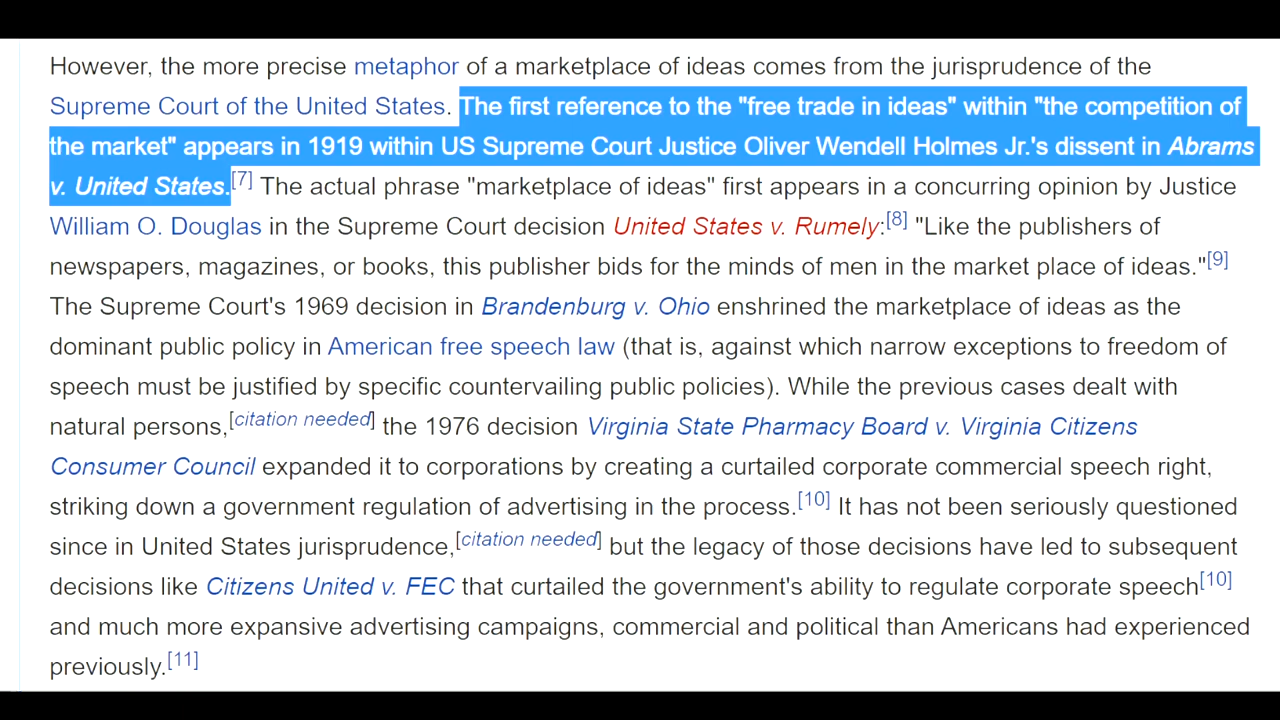 However, the more precise metaphor of a marketplace of ideas comes from the jurisprudence of the
Supreme Court of the United States. The first reference to the "free trade in ideas" within "the competition of
the market" appears in 1919 within US Supreme Court Justice Oliver Wendell Holmes Jr.'s dissent in Abrams
v. United States.[7] The actual phrase "marketplace of ideas" first appears in a concurring opinion by Justice
William O. Douglas in the Supreme Court decision United States v. Rumely:[8] "Like the publishers of
newspapers, magazines, or books, this publisher bids for the minds of men in the market place of ideas."[9]
The Supreme Court's 1969 decision in Brandenburg v. Ohio enshrined the marketplace of ideas as the
dominant public policy in American free speech law (that is, against which narrow exceptions to freedom of
speech must be justified by specific countervailing public policies). While the previous cases dealt with
natural persons,[citation needed] the 1976 decision Virginia State Pharmacy Board v. Virginia Citizens
Consumer Council expanded it to corporations by creating a curtailed corporate commercial speech right,
striking down a government regulation of advertising in the process.[10] It has not been seriously questioned
since in United States jurisprudence,[citation needed] but the legacy of those decisions have led to subsequent
decisions like Citizens United v. FEC that curtailed the government's ability to regulate corporate speech[10]
and much more expansive advertising campaigns, commercial and political than Americans had experienced
previously.[11]